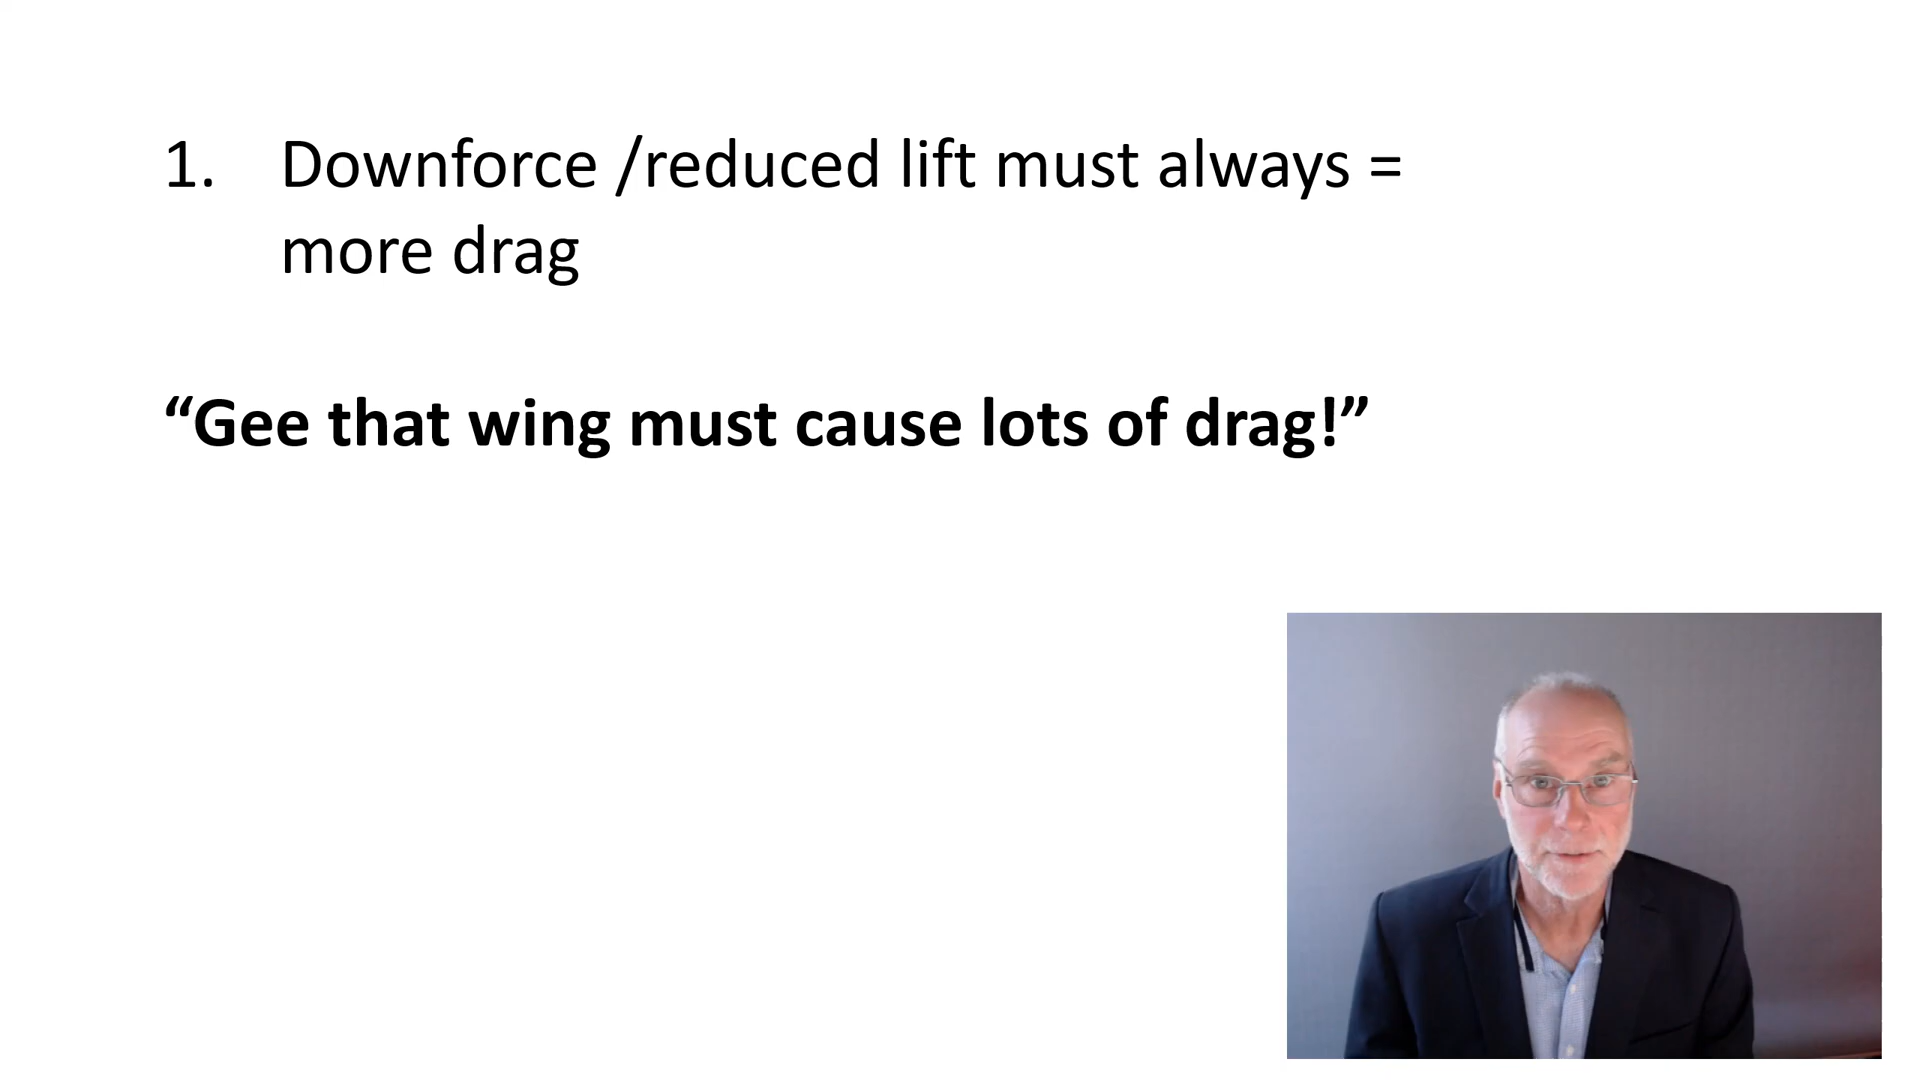 1. Downforce /reduced lift must always =
more drag
“Gee that wing must cause lots of drag!”